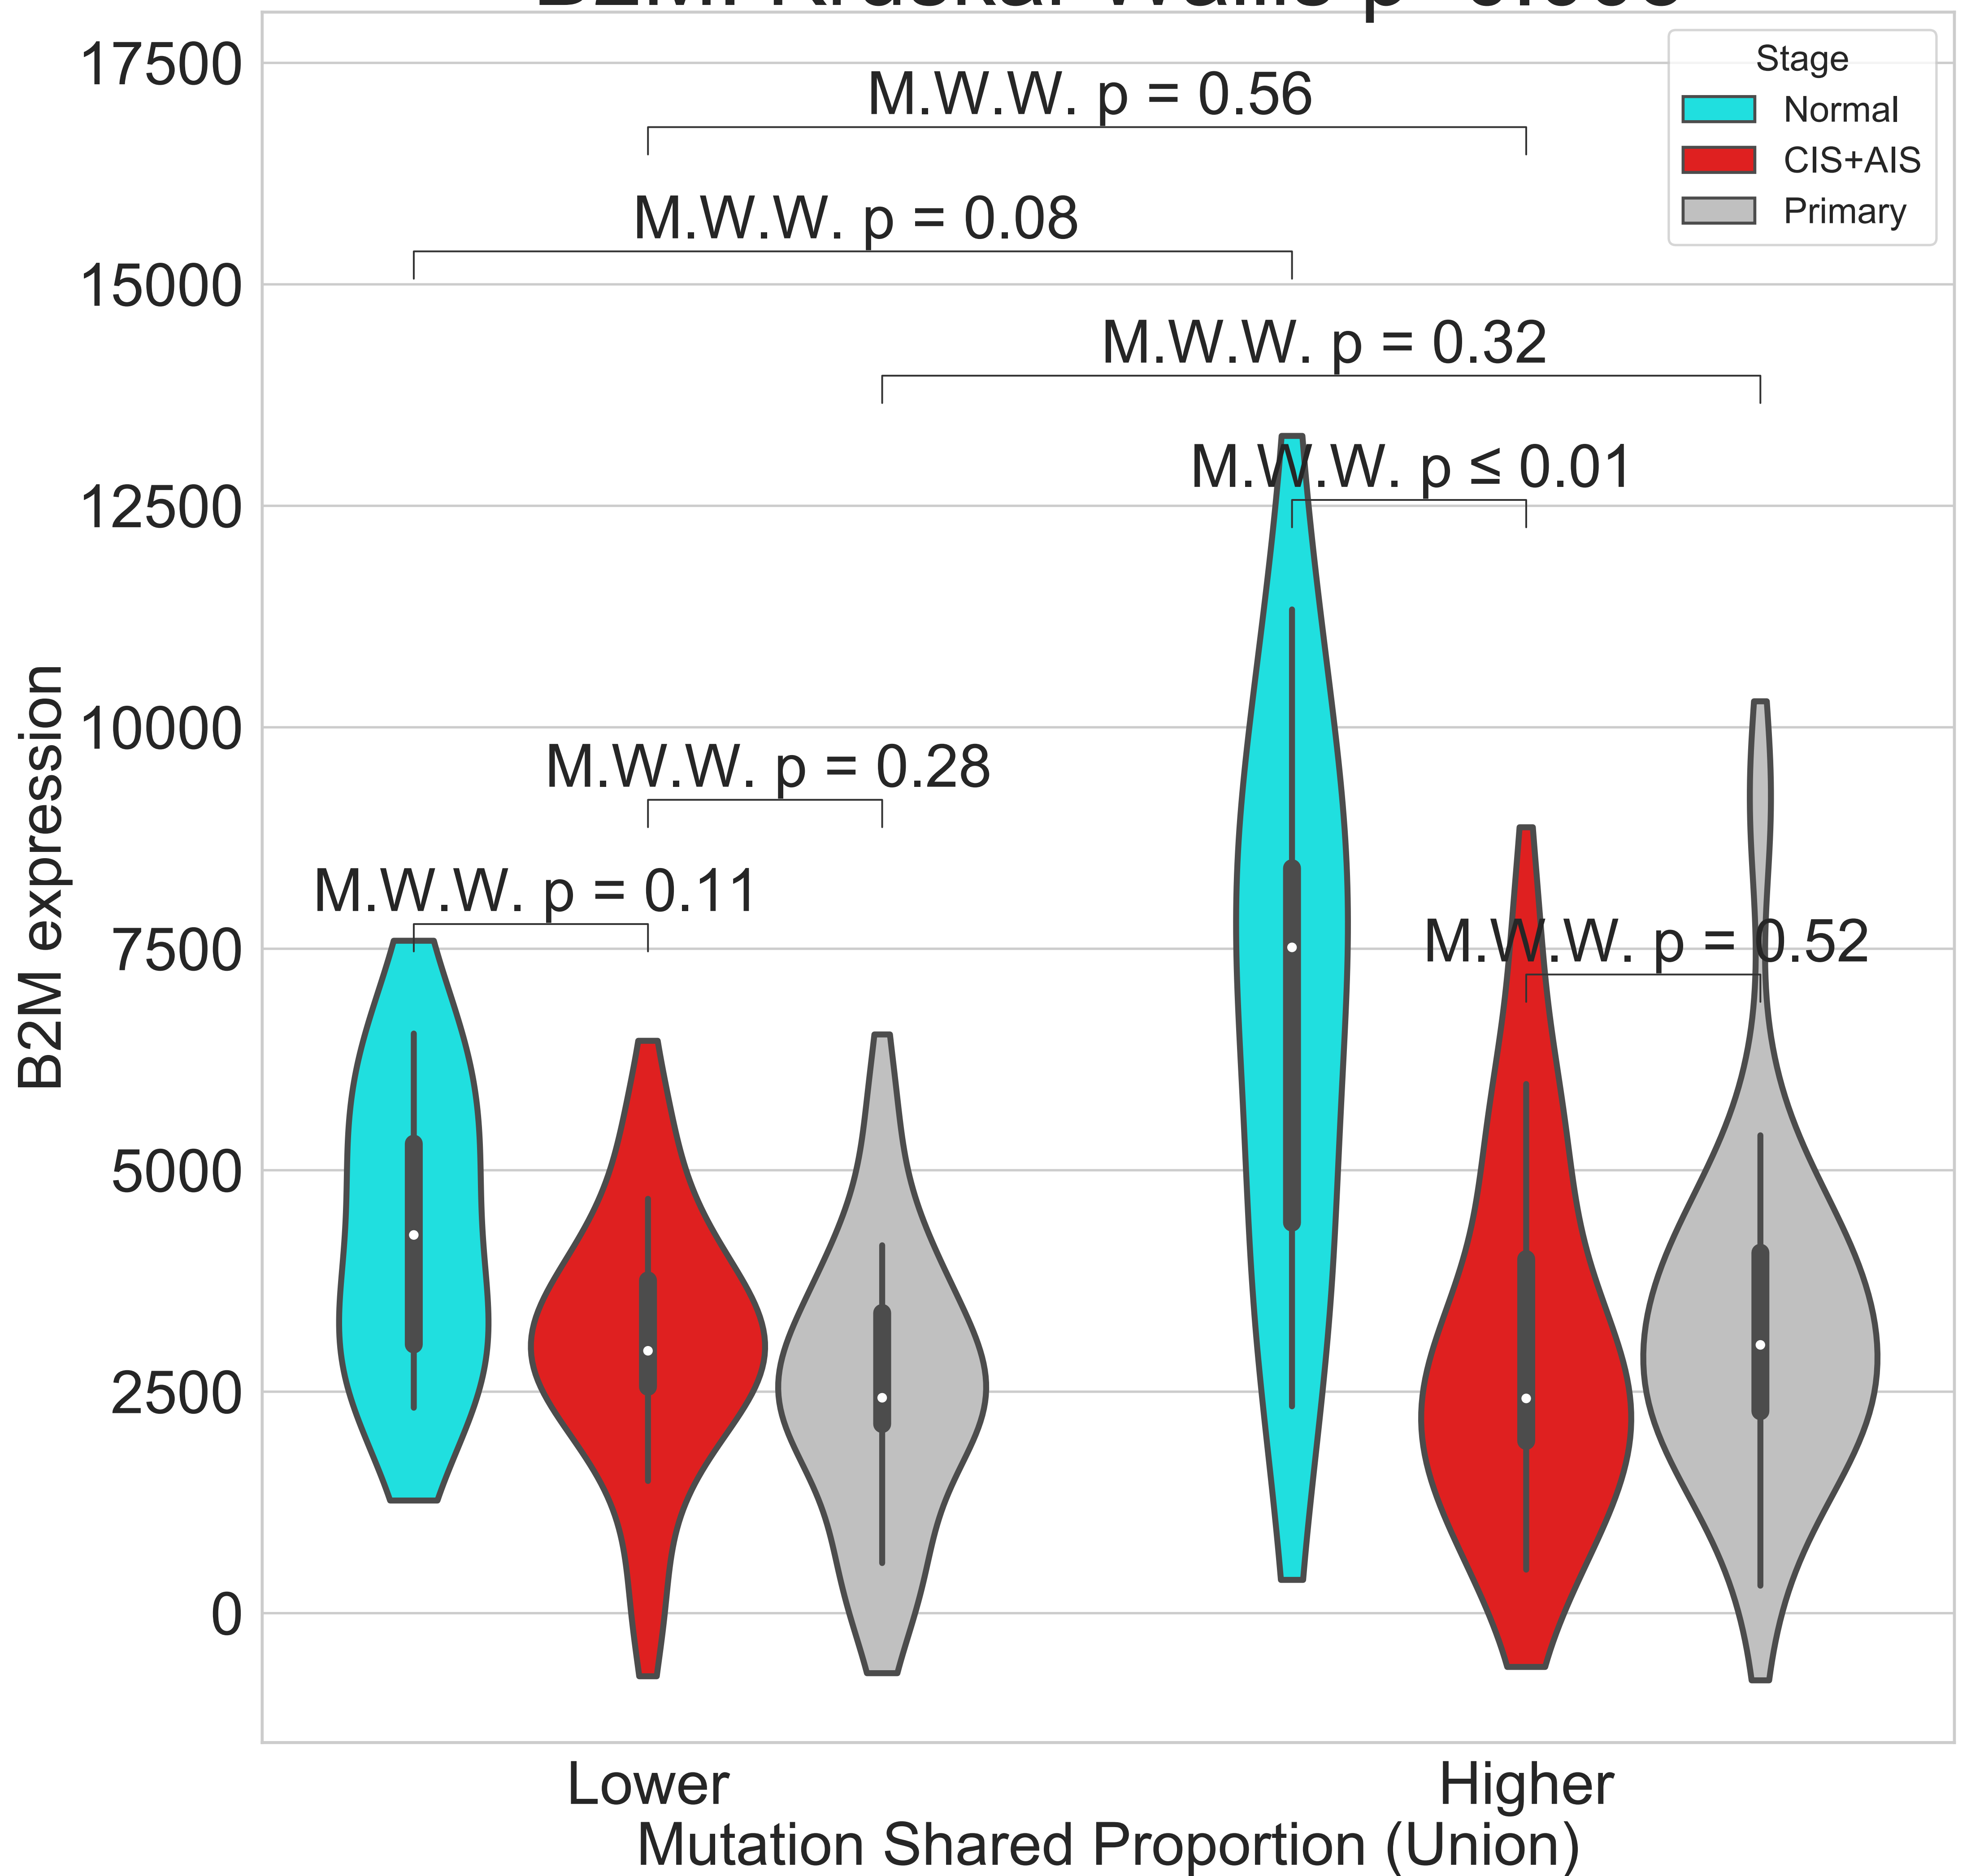 17500
15000
12500
10000
7500
5000
2500
0
B2M expression
Stage
Normal
CIS+AIS
Primary
M.W.W. p = 0.56
M.W.W. p = 0.08
M.W.W. p = 0.32
M.W.W. p ≤ 0.01
M.W.W. p = 0.28
M.W.W. p = 0.11
M.W.W. p = 0.52
Lower
Higher
Mutation Shared Proportion (Union)